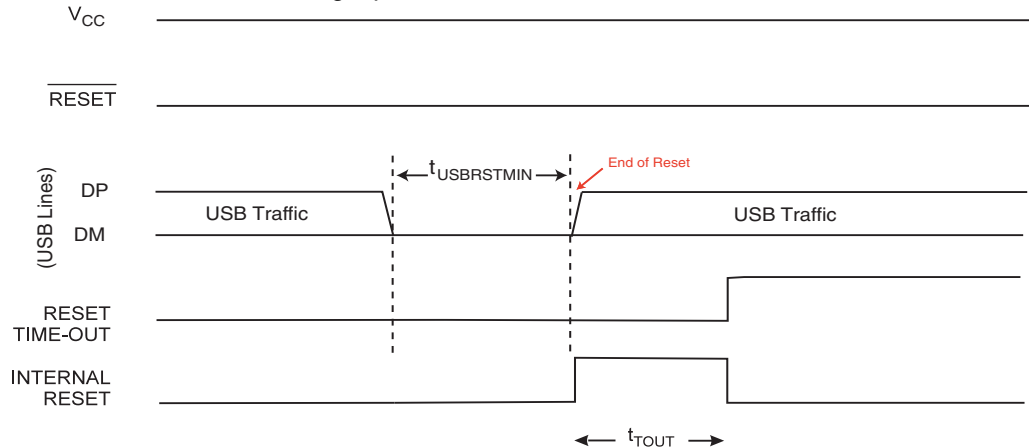 VCC
RESET
(USB Lines)
DP
DM
tUSBRSTMIN
End of Reset
USB Traffic
USB Traffic
RESET
TIME-OUT
INTERNAL
RESET
tTOUT